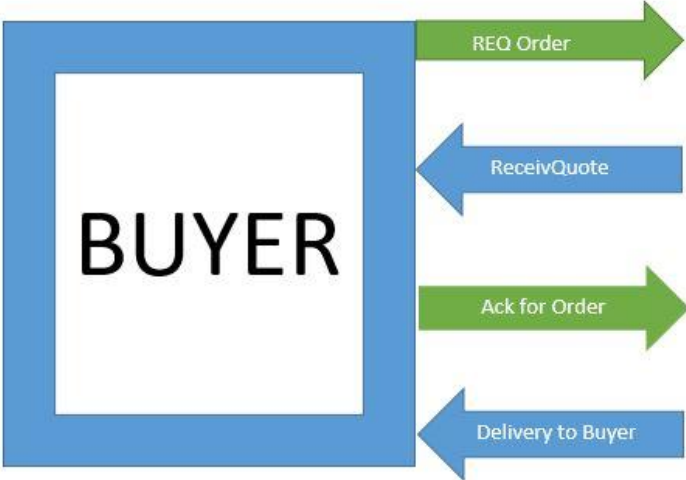 REQ Order
ReceivQuote
BUYER
Ack for Order
Delivery to Buyer